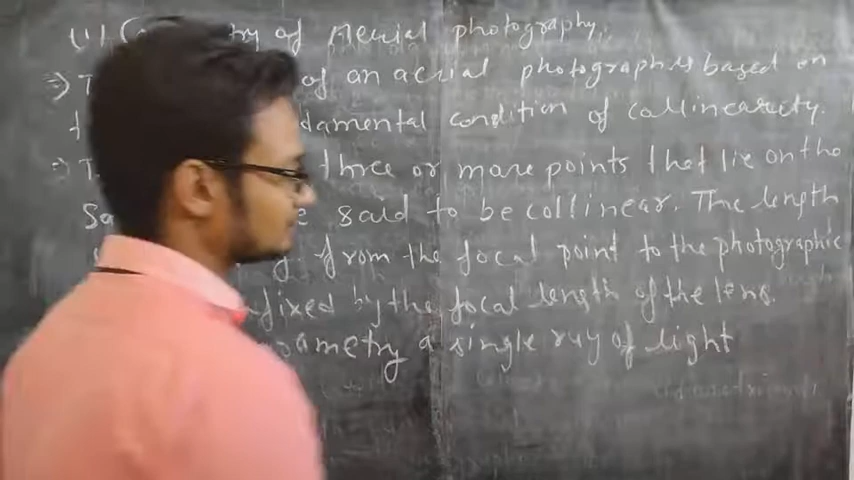 (1) of Aerial photography.
⇒ of an aerial photograph is based on
damental condition of collinearity.
⇒ three or more points that lie on the
Sa said to be collinear. The length
from the focal point to the photographic
fixed by the focal length of the lens.
ometry a single ray of light